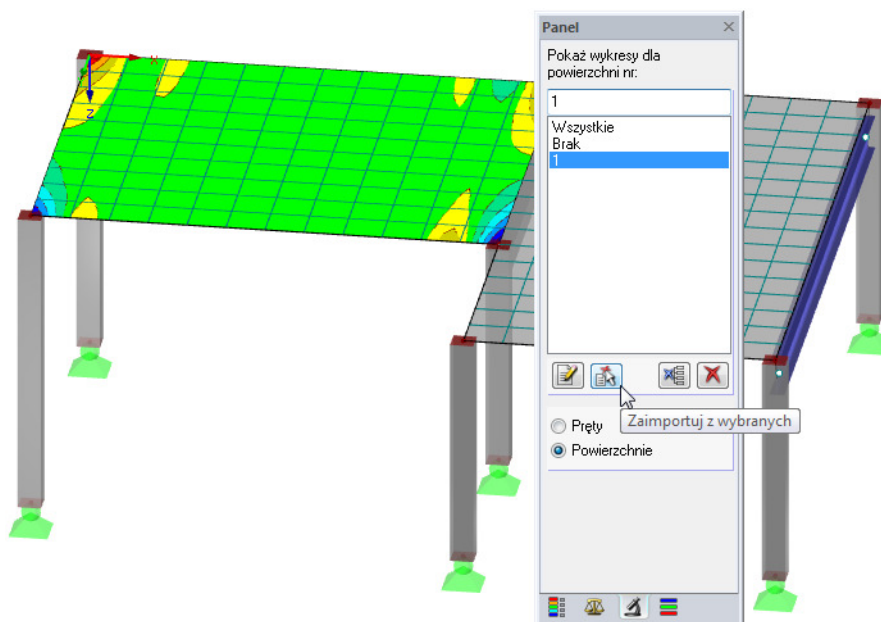 Panel
Pokaż wykresy dla
powierzchni nr:
1
Wszystkie
Brak
1
Zaimportuj z wybranych
Pręty
Powierzchnie
X
Z